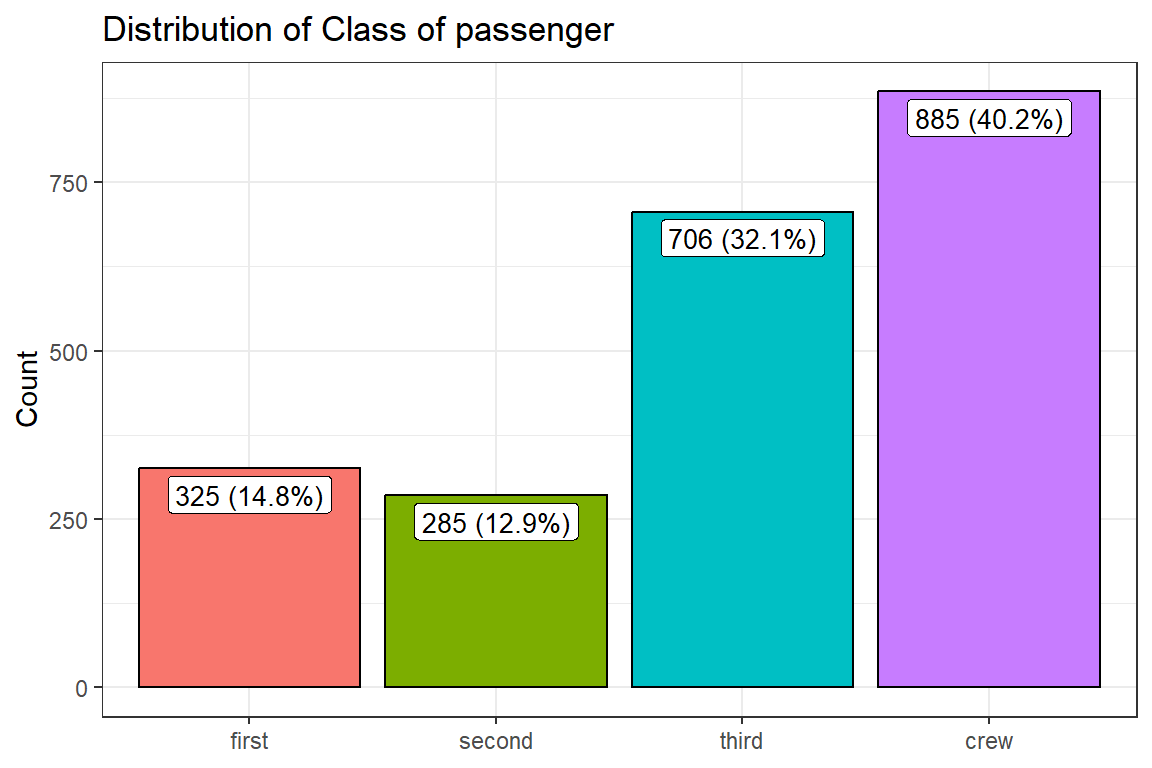 Distribution of Class of passenger
Count
750
500
250
0
885 (40.2%)
706 (32.1%)
325 (14.8%)
285 (12.9%)
first
second
third
crew